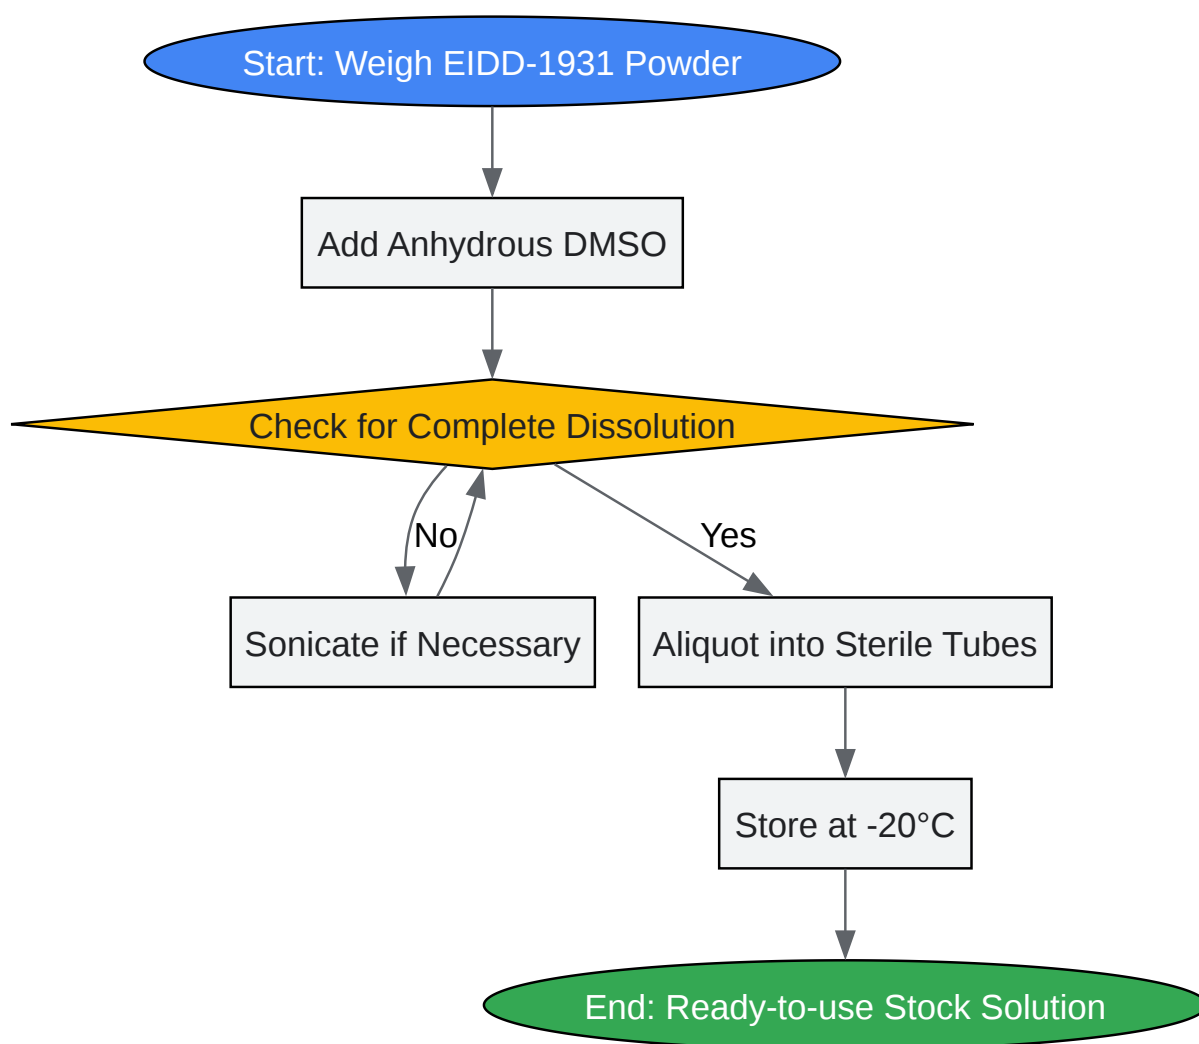 Start: Weigh EIDD-1931 Powder
Add Anhydrous DMSO
Check for Complete Dissolution
No
Yes
Sonicate if Necessary
Aliquot into Sterile Tubes
Store at -20°C
End: Ready-to-use Stock Solution